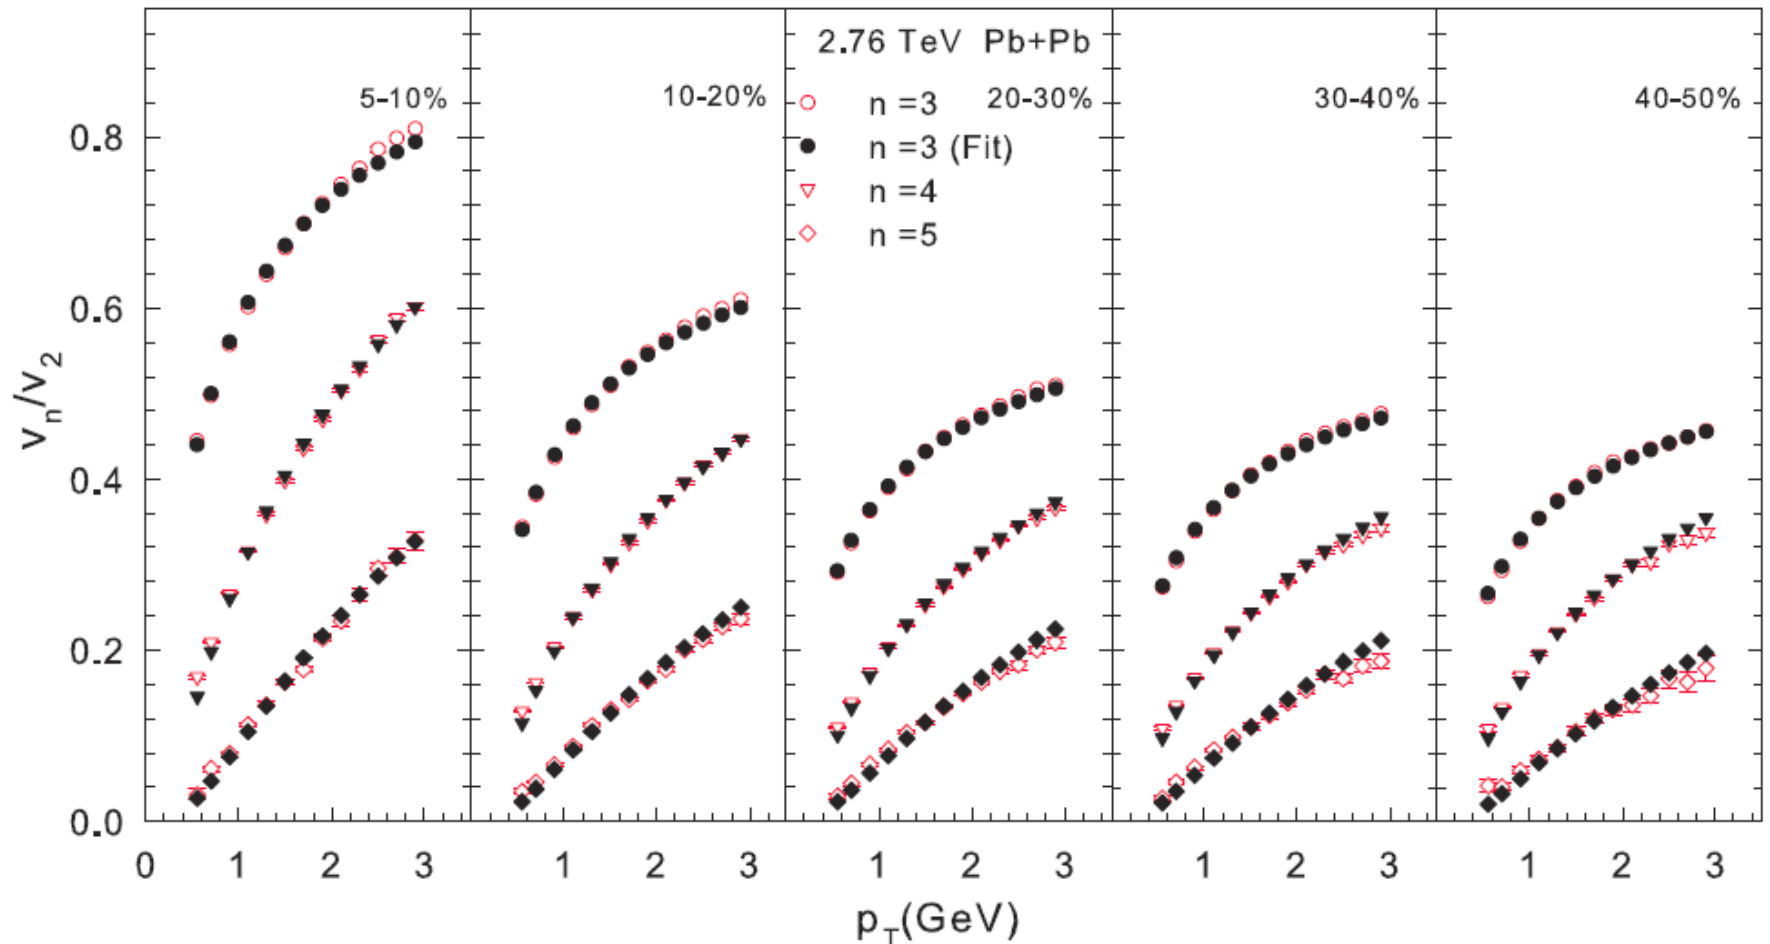 2.76 TeV Pb+Pb
5-10%
10-20%
20-30%
30-40%
40-50%
n =3
n =3 (Fit)
n =4
n =5
0.8
0.6
0.4
0.2
0.0
vn/v2
0 1 2 3 1 2 3 1 2 3 1 2 3 1 2 3
pT(GeV)